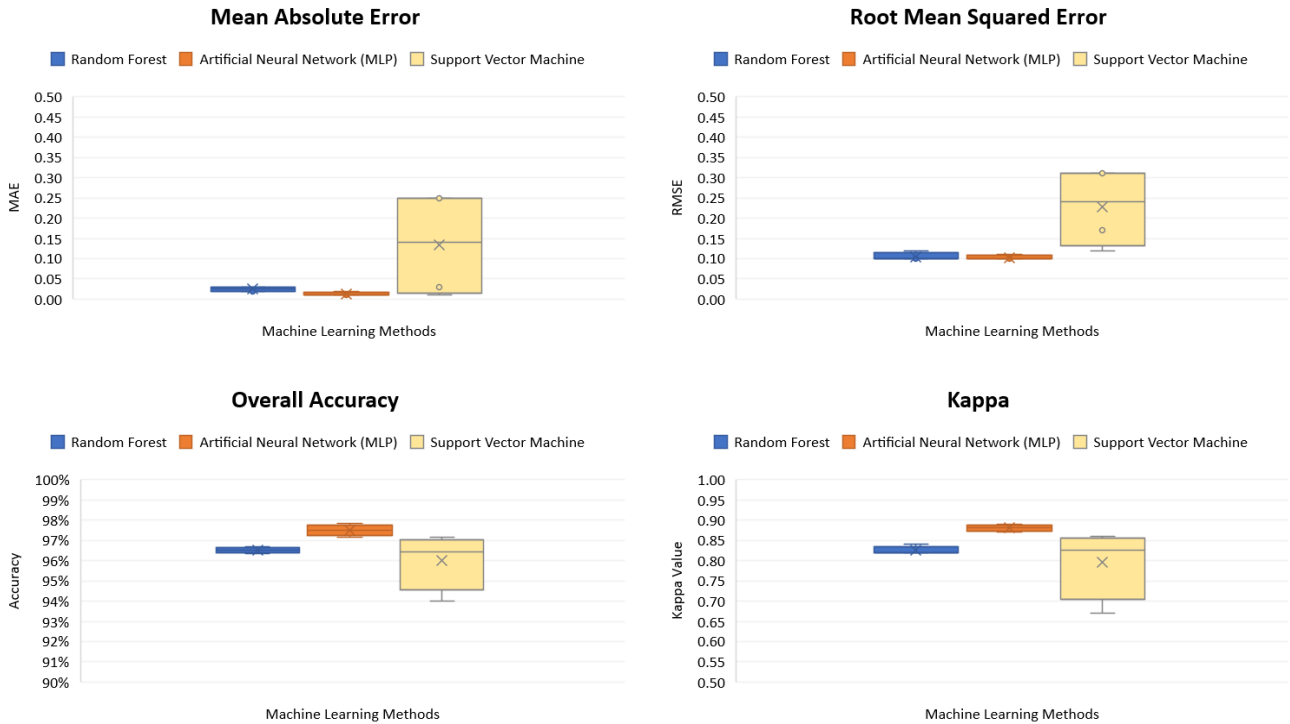 Mean Absolute Error
Random Forest Artificial Neural Network (MLP) Support Vector Machine
0.50
0.45
0.40
0.35
0.30
0.25
0.20
0.15
0.10
0.05
0.00
MAE
Machine Learning Methods
Root Mean Squared Error
Random Forest Artificial Neural Network (MLP) Support Vector Machine
0.50
0.45
0.40
0.35
0.30
0.25
0.20
0.15
0.10
0.05
0.00
RMSE
Machine Learning Methods
Overall Accuracy
Random Forest Artificial Neural Network (MLP) Support Vector Machine
100%
99%
98%
97%
96%
95%
94%
93%
92%
91%
90%
Accuracy
Machine Learning Methods
Kappa
Random Forest Artificial Neural Network (MLP) Support Vector Machine
1.00
0.95
0.90
0.85
0.80
0.75
0.70
0.65
0.60
0.55
0.50
Kappa Value
Machine Learning Methods